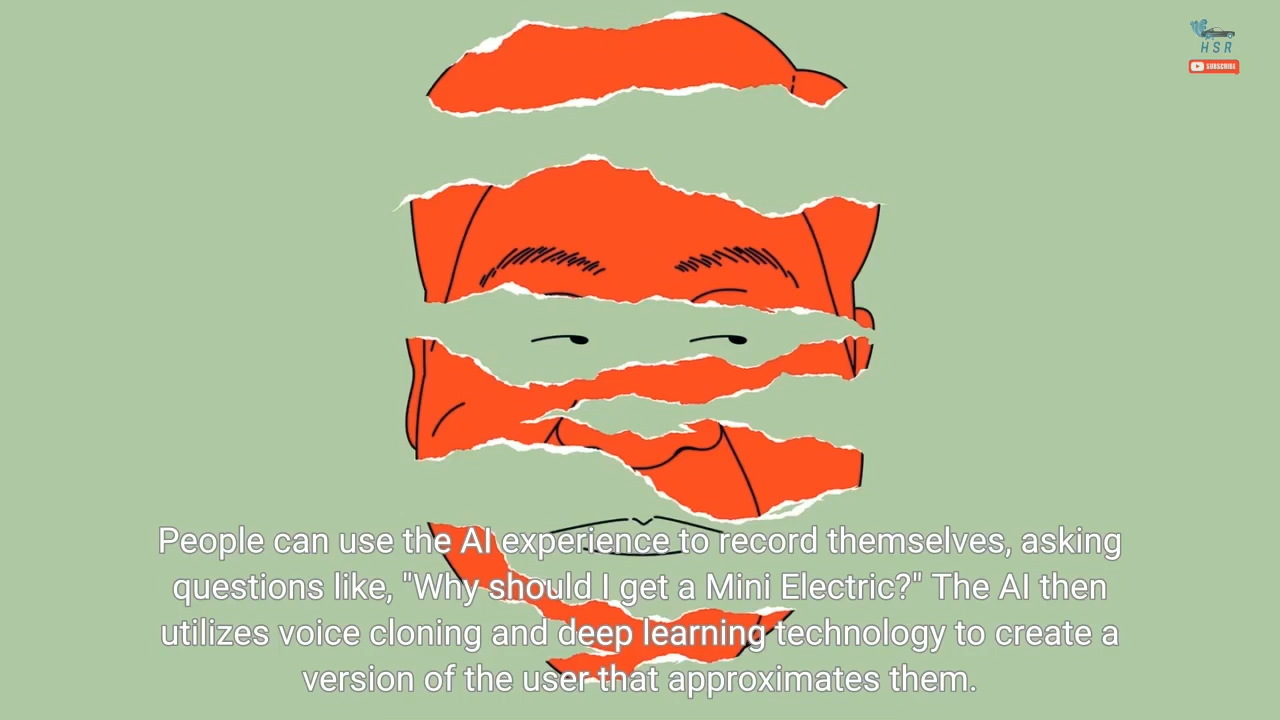 HSR
SUBSCRIBE
People can use the AI experience to record themselves, asking
questions like, "Why should I get a Mini Electric?" The AI then
utilizes voice cloning and deep learning technology to create a
version of the user that approximates them.